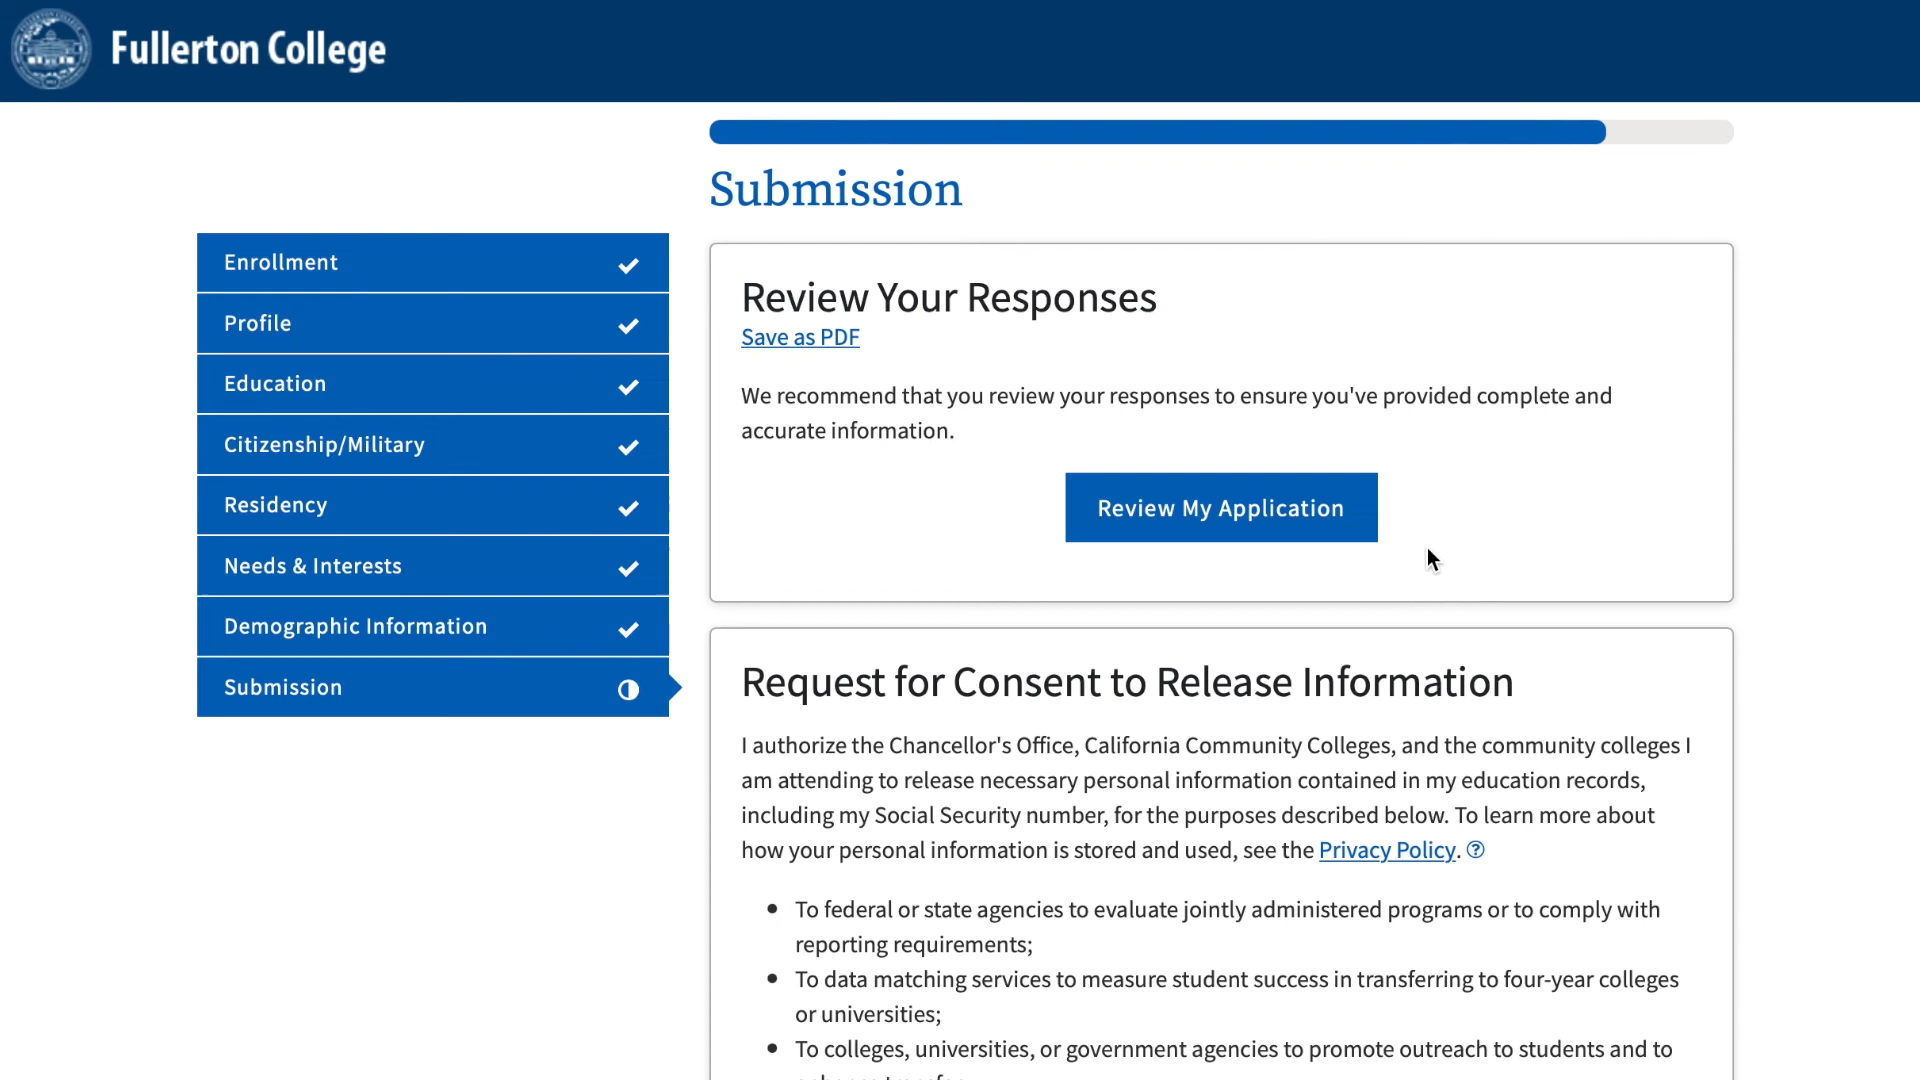 Fullerton College
Submission
Enrollment
Profile
Education
Citizenship/Military
Residency
Needs & Interests
Demographic Information
Submission
Review Your Responses
Save as PDF
We recommend that you review your responses to ensure you've provided complete and
accurate information.
Review My Application
Request for Consent to Release Information
I authorize the Chancellor's Office, California Community Colleges, and the community colleges I
am attending to release necessary personal information contained in my education records,
including my Social Security number, for the purposes described below. To learn more about
how your personal information is stored and used, see the Privacy Policy. ?
• To federal or state agencies to evaluate jointly administered programs or to comply with
reporting requirements;
• To data matching services to measure student success in transferring to four-year colleges
or universities;
• To colleges, universities, or government agencies to promote outreach to students and to